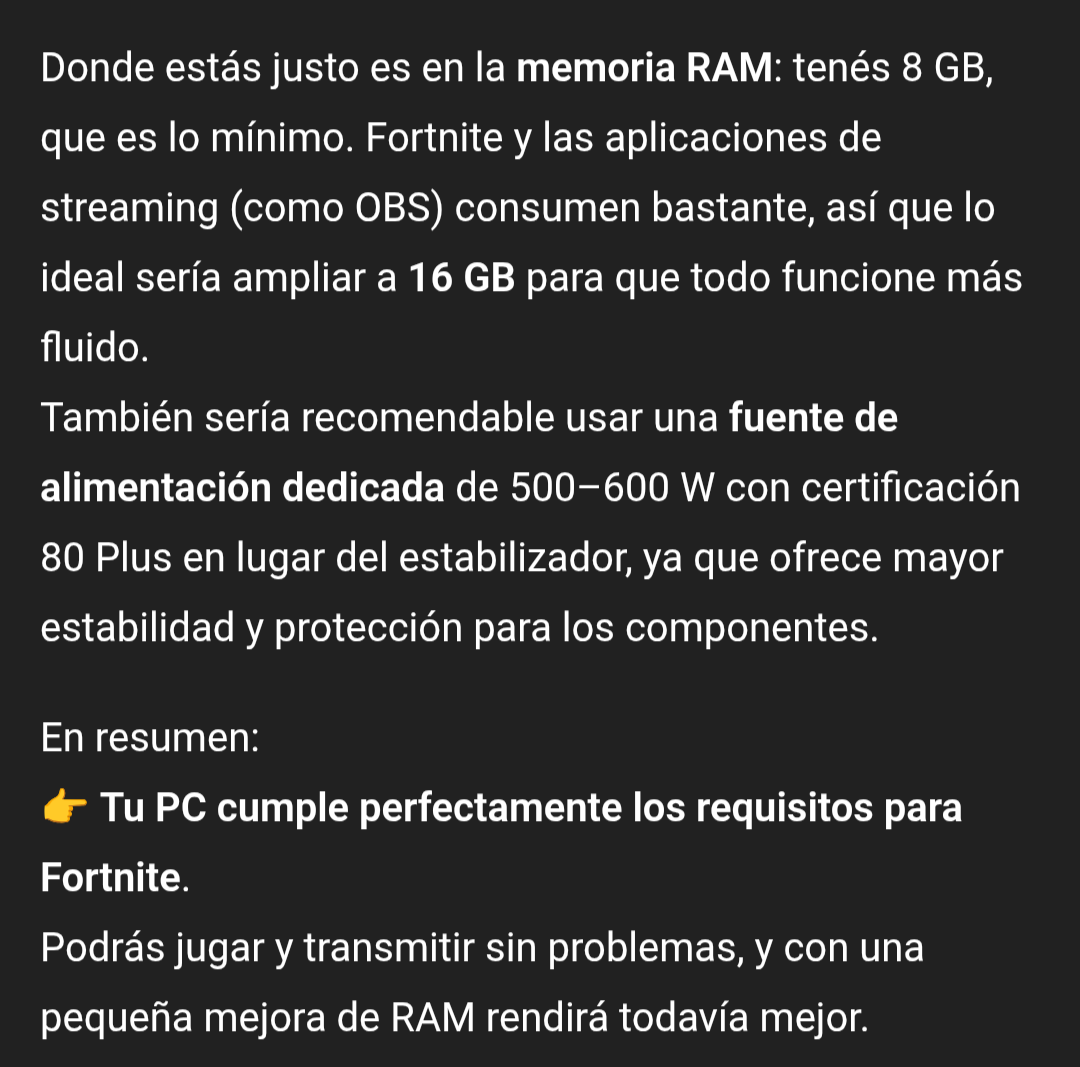 Donde estás justo es en la memoria RAM: tenés 8 GB,
que es lo mínimo. Fortnite y las aplicaciones de
streaming (como OBS) consumen bastante, así que lo
ideal sería ampliar a 16 GB para que todo funcione más
fluido.
También sería recomendable usar una fuente de
alimentación dedicada de 500–600 W con certificación
80 Plus en lugar del estabilizador, ya que ofrece mayor
estabilidad y protección para los componentes.
En resumen:
👉 Tu PC cumple perfectamente los requisitos para
Fortnite.
Podrás jugar y transmitir sin problemas, y con una
pequeña mejora de RAM rendirá todavía mejor.